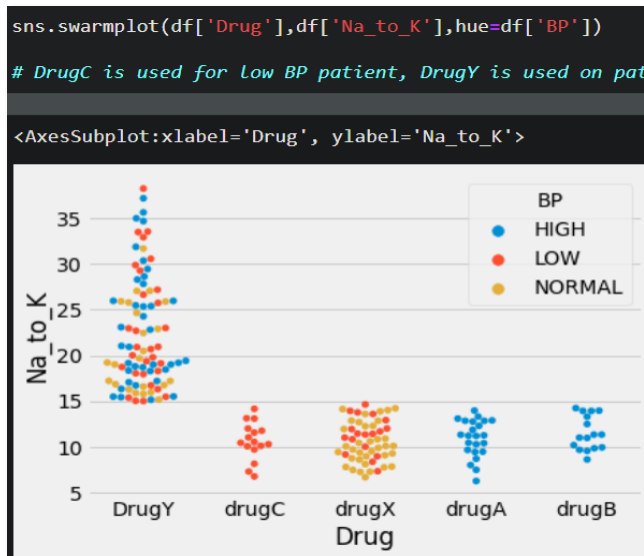 sns.swarmplot(df['Drug'],df['Na_to_K'],hue=df['BP'])
# DrugC is used for low BP patient, DrugY is used on
<AxesSubplot:xlabel='Drug', ylabel='Na_to_K'>
BP
HIGH
LOW
NORMAL
Na_to_K
35
30
25
20
15
10
5
DrugY drugC drugX drugA drugB
Drug